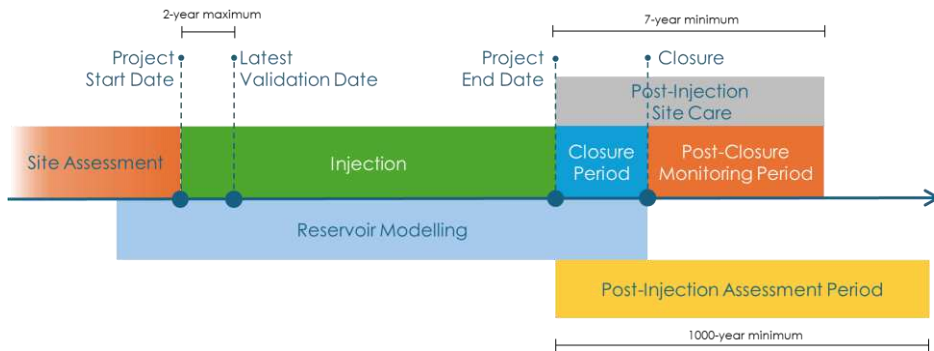 2-year maximum
7-year minimum
Project
Start Date
Latest
Validation Date
Project
End Date
Closure
Post-Injection
Site Care
Site Assessment
Injection
Closure
Period
Post-Closure
Monitoring Period
Reservoir Modelling
Post-Injection Assessment Period
1000-year minimum